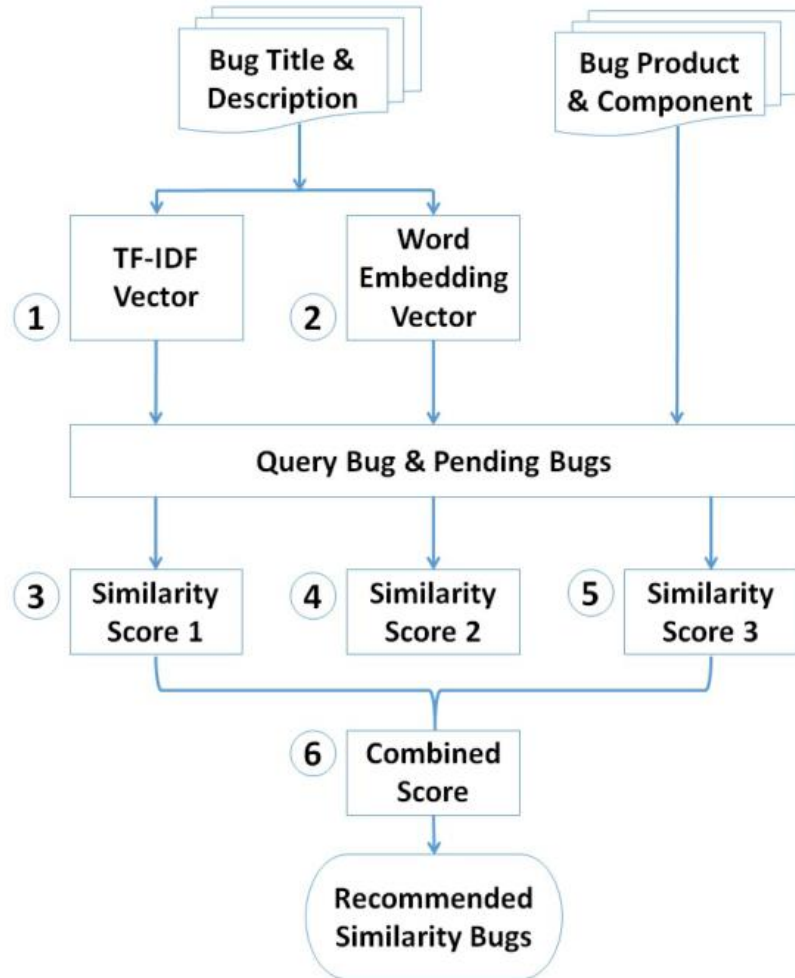 Bug Title &
Description
Bug Product
& Component
TF-IDF
Vector
1
Word
Embedding
Vector
2
Query Bug & Pending Bugs
3
Similarity
Score 1
4
Similarity
Score 2
5
Similarity
Score 3
6
Combined
Score
Recommended
Similarity Bugs